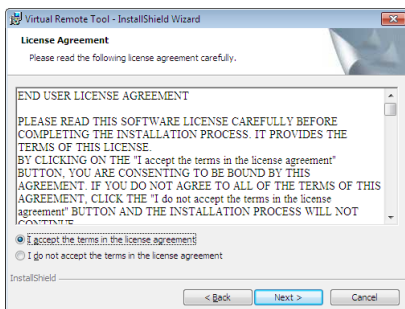 Virtual Remote Tool - InstallShield Wizard
License Agreement
Please read the following license agreement carefully.
END USER LICENSE AGREEMENT
PLEASE READ THIS SOFTWARE LICENSE CAREFULLY BEFORE
COMPLETING THE INSTALLATION PROCESS. IT PROVIDES THE
TERMS OF THIS LICENSE.
BY CLICKING ON THE "I accept the terms in the license agreement"
BUTTON, YOU ARE CONSENTING TO BE BOUND BY THIS
AGREEMENT. IF YOU DO NOT AGREE TO ALL OF THE TERMS OF THIS
AGREEMENT, CLICK THE "I do not accept the terms in the license
agreement" BUTTON AND THE INSTALLATION PROCESS WILL NOT
CONTINUE
I accept the terms in the license agreement
I do not accept the terms in the license agreement
InstallShield
< Back Next > Cancel